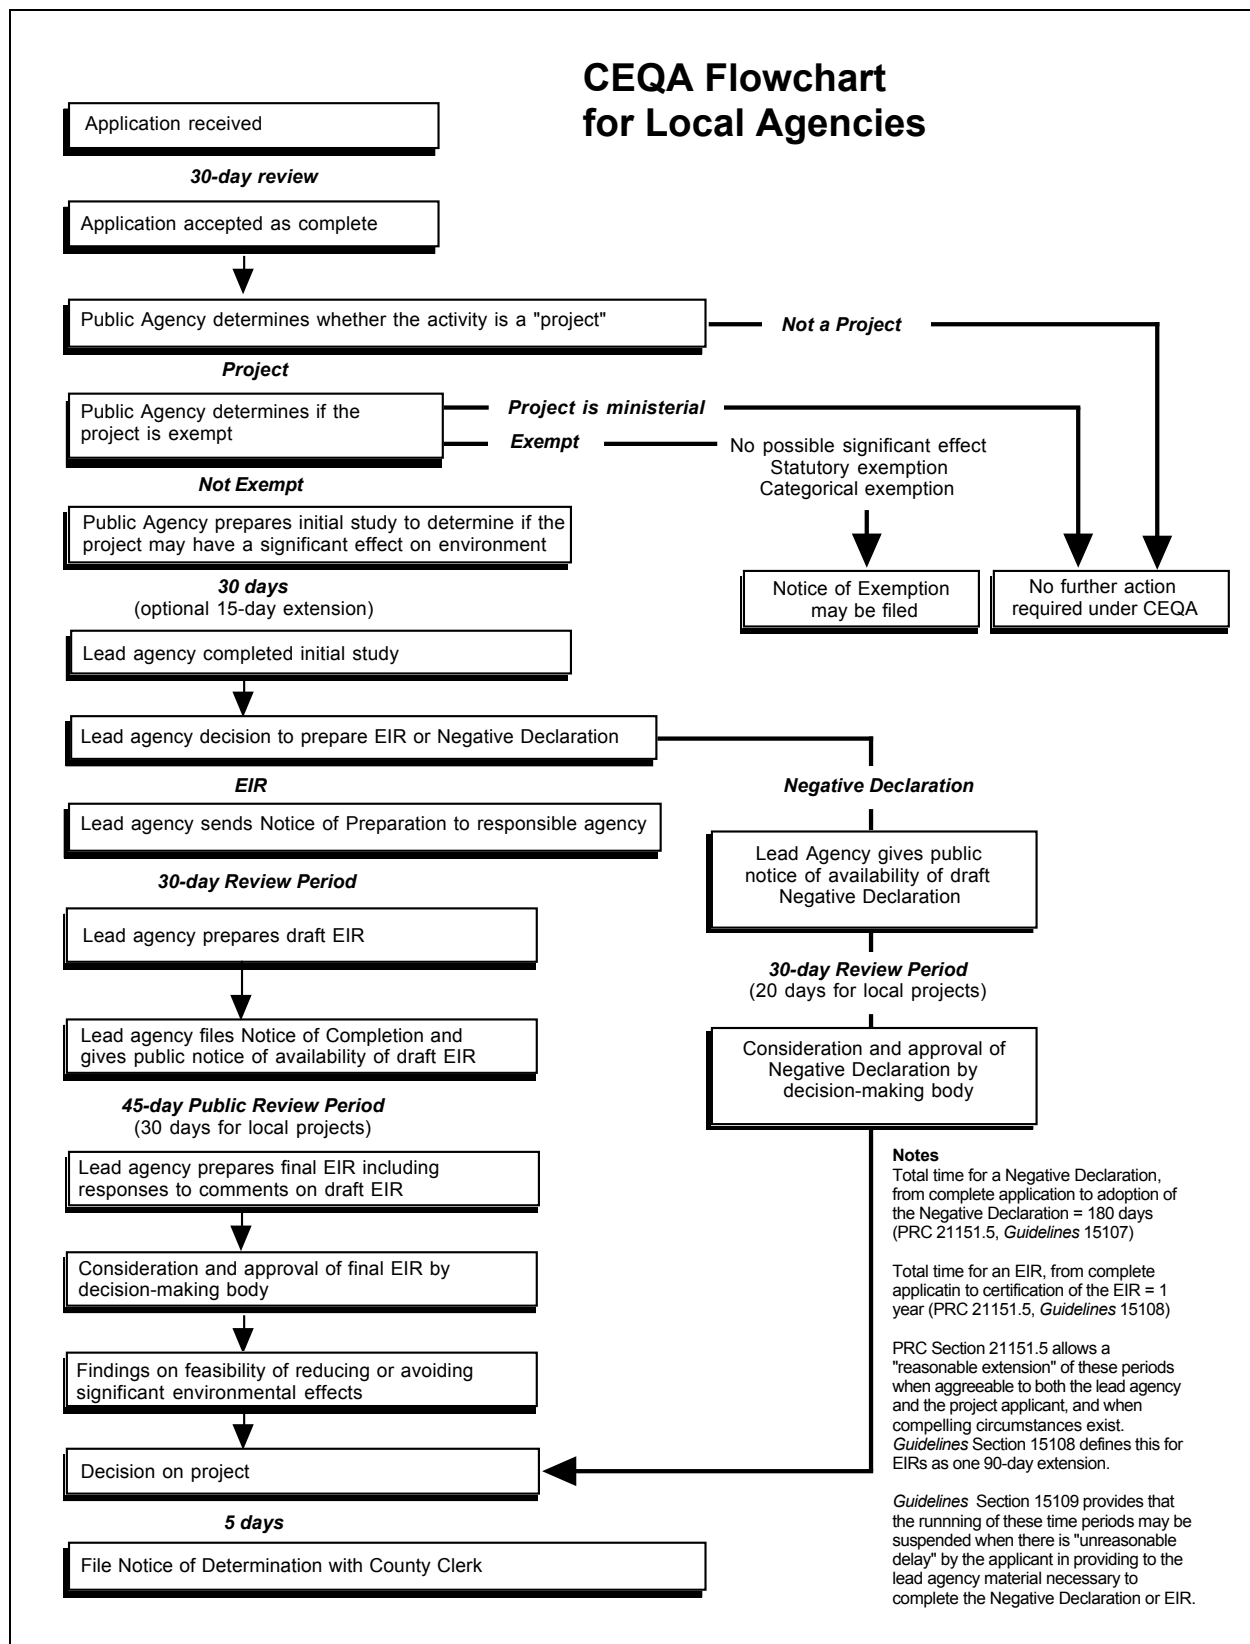 CEQA Flowchart
for Local Agencies
Application received
30-day review
Application accepted as complete
Public Agency determines whether the activity is a "project"
Not a Project
Project
Public Agency determines if the
project is exempt
Project is ministerial
Exempt
No possible significant effect
Statutory exemption
Categorical exemption
Not Exempt
Public Agency prepares initial study to determine if the
project may have a significant effect on environment
Notice of Exemption
may be filed
No further action
required under CEQA
30 days
(optional 15-day extension)
Lead agency completed initial study
Lead agency decision to prepare EIR or Negative Declaration
EIR
Lead agency sends Notice of Preparation to responsible agency
30-day Review Period
Lead agency prepares draft EIR
Lead agency files Notice of Completion and
gives public notice of availability of draft EIR
45-day Public Review Period
(30 days for local projects)
Lead agency prepares final EIR including
responses to comments on draft EIR
Consideration and approval of final EIR by
decision-making body
Findings on feasibility of reducing or avoiding
significant environmental effects
Decision on project
5 days
File Notice of Determination with County Clerk
Negative Declaration
Lead Agency gives public
notice of availability of draft
Negative Declaration
30-day Review Period
(20 days for local projects)
Consideration and approval of
Negative Declaration by
decision-making body
Notes
Total time for a Negative Declaration,
from complete application to adoption of
the Negative Declaration = 180 days
(PRC 21151.5, Guidelines 15107)
Total time for an EIR, from complete
applicatin to certification of the EIR = 1
year (PRC 21151.5, Guidelines 15108)
PRC Section 21151.5 allows a
"reasonable extension" of these periods
when aggreeable to both the lead agency
and the project applicant, and when
compelling circumstances exist.
Guidelines Section 15108 defines this for
EIRs as one 90-day extension.
Guidelines Section 15109 provides that
the runnning of these time periods may be
suspended when there is "unreasonable
delay" by the applicant in providing to the
lead agency material necessary to
complete the Negative Declaration or EIR.